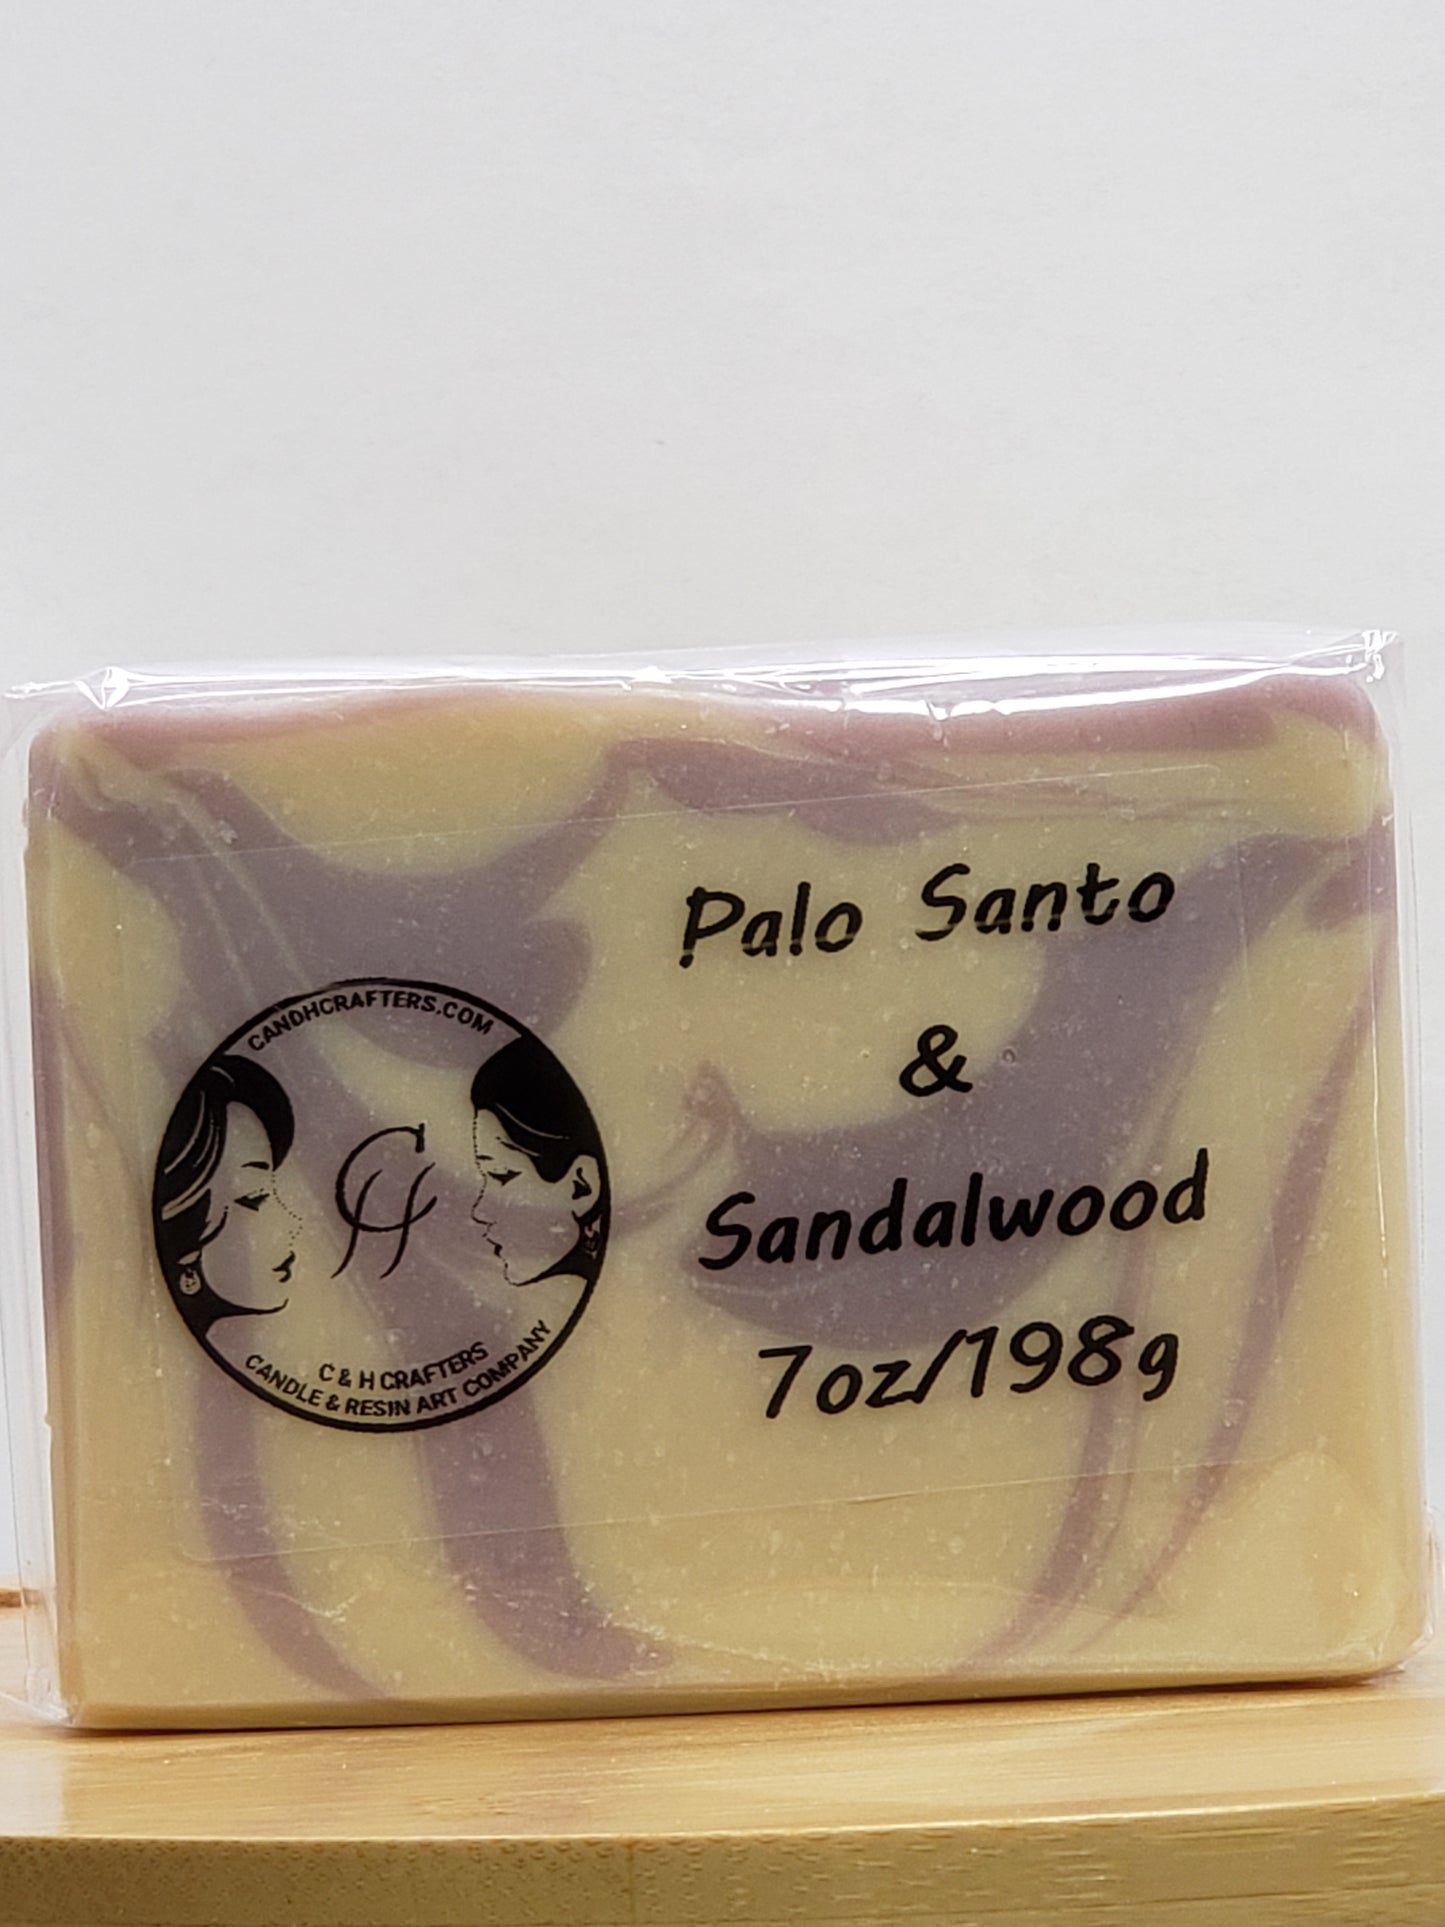 CANDHCRAFTERS.COM
CH
C & H CRAFTERS
CANDLE & RESIN ART COMPANY
Palo Santo
&
Sandalwood
7oz/198g